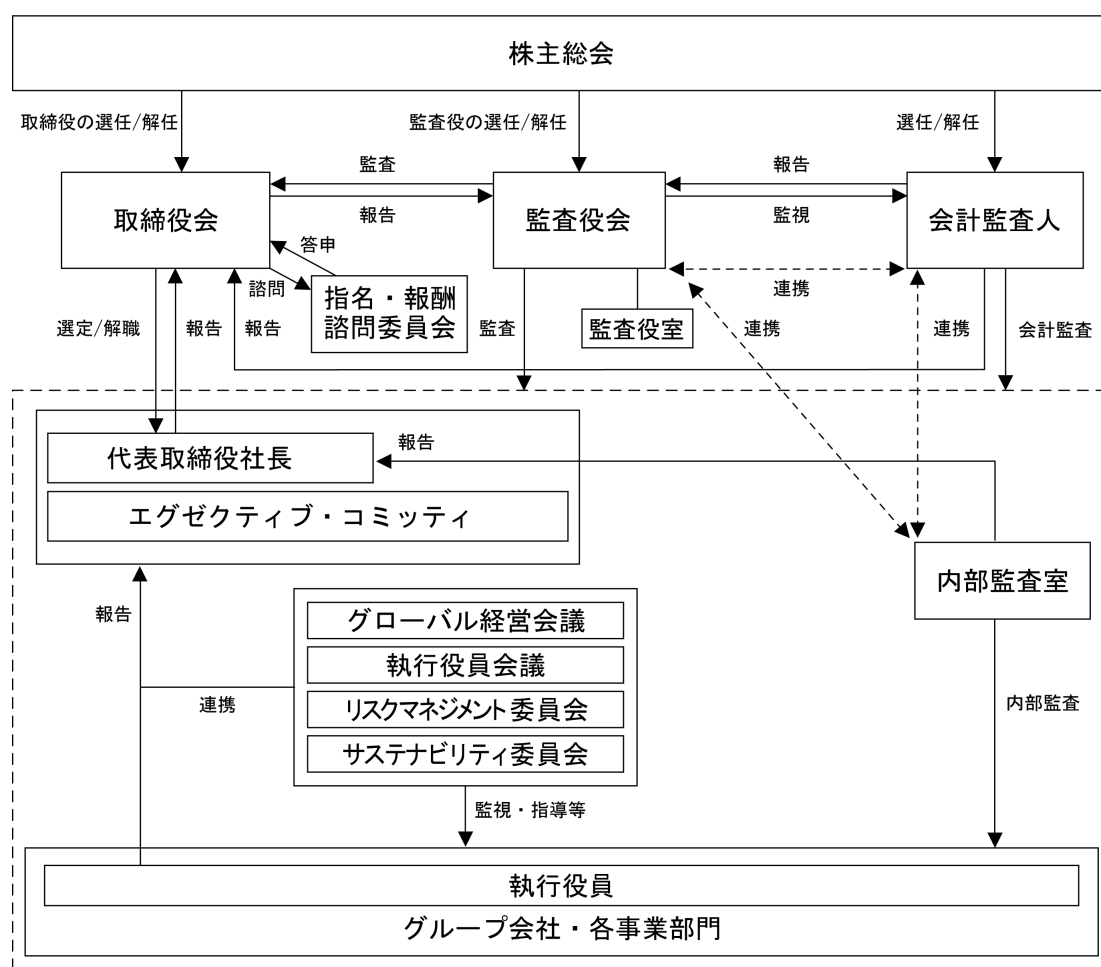 株主総会
取締役の選任/解任
監査役の選任/解任
選任/解任
監査
報告
取締役会
監査役会
会計監査人
報告
監視
答申
諮問
指名・報酬
諮問委員会
連携
選定/解職
報告
報告
監査
監査役室
連携
連携
会計監査
代表取締役社長
報告
エグゼクティブ・コミッティ
内部監査室
報告
グローバル経営会議
執行役員会議
リスクマネジメント委員会
サステナビリティ委員会
連携
内部監査
監視・指導等
執行役員
グループ会社・各事業部門